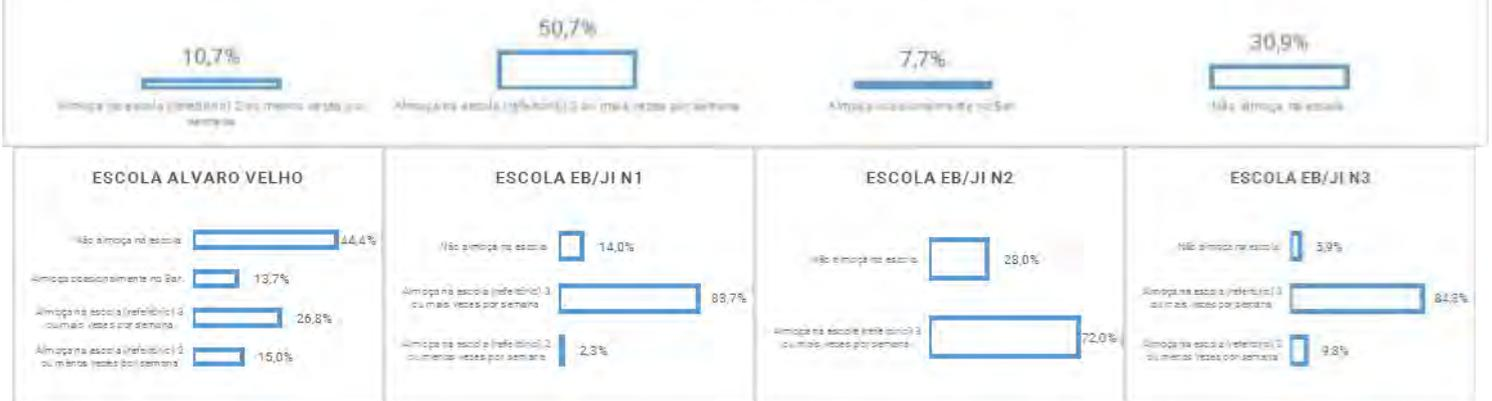 10,7%
Almoça na escola (refeitório) 2 ou menos vezes por
semana
50,7%
Almoça na escola (refeitório) 3 ou mais vezes por semana
7,7%
Almoça ocasionalmente no Bar
30,9%
Não almoça na escola
ESCOLA ALVARO VELHO
Não almoça na escola 44,4%
Almoça ocasionalmente no Bar 13,7%
Almoça na escola (refeitório) 3
ou mais vezes por semana 26,8%
Almoça na escola (refeitório) 2
ou menos vezes por semana 15,0%
ESCOLA EB/JI N1
Não almoça na escola 14,0%
Almoça na escola (refeitório) 3
ou mais vezes por semana 83,7%
Almoça na escola (refeitório) 2
ou menos vezes por semana 2,3%
ESCOLA EB/JI N2
Não almoça na escola 28,0%
Almoça na escola (refeitório) 3
ou mais vezes por semana 72,0%
ESCOLA EB/JI N3
Não almoça na escola 5,9%
Almoça na escola (refeitório) 3
ou mais vezes por semana 84,3%
Almoça na escola (refeitório) 2
ou menos vezes por semana 9,8%